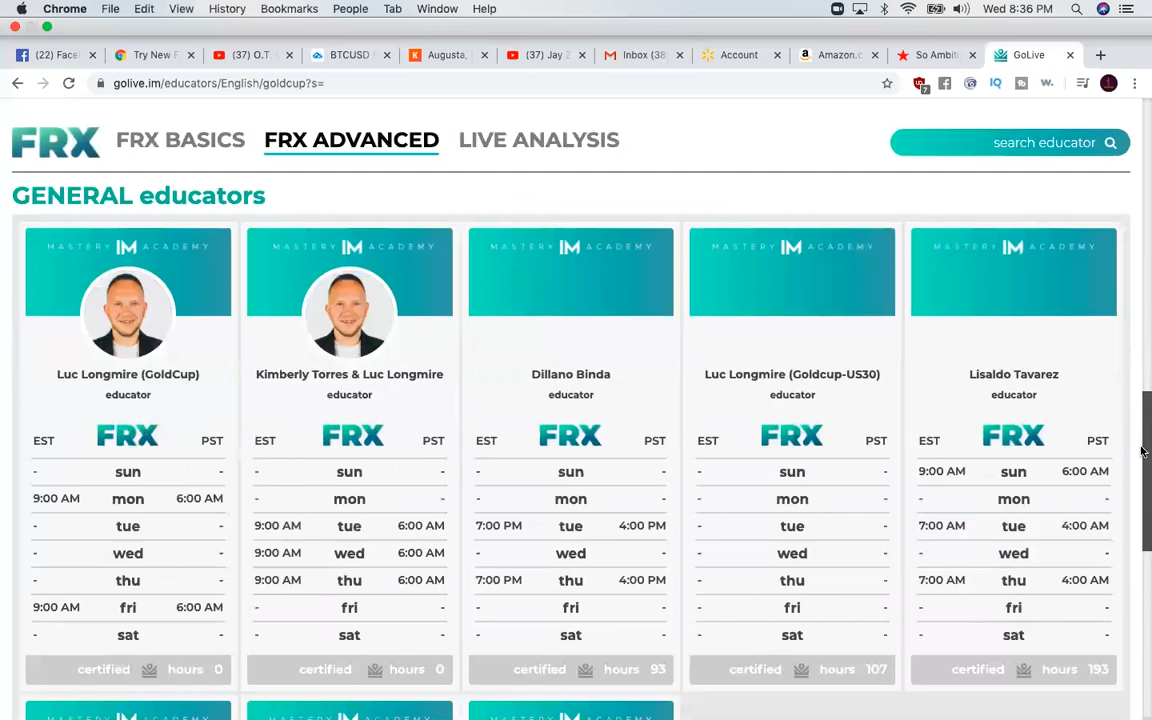 Chrome File Edit View History Bookmarks People Tab Window Help Wed 8:36 PM
(22) Face (37) O.T. BTCUSD Augusta, (37) Jay Z Inbox (38 Account Amazon.c So Ambiti GoLive
Try New F
golive.im/educators/English/goldcup?s=
FRX FRX BASICS FRX ADVANCED LIVE ANALYSIS search educator
GENERAL educators
MASTERY IM ACADEMY MASTERY IM ACADEMY MASTERY IM ACADEMY MASTERY IM ACADEMY MASTERY IM ACADEMY
Luc Longmire (GoldCup) Kimberly Torres & Luc Longmire Dillano Binda Luc Longmire (Goldcup-US30) Lisaldo Tavarez
educator educator educator educator educator
EST FRX PST EST FRX PST EST FRX PST EST FRX PST EST FRX PST
- sun - - sun - - sun - - sun - 9:00 AM sun 6:00 AM
9:00 AM mon 6:00 AM - mon - - mon - - mon - - mon -
- tue - 9:00 AM tue 6:00 AM 7:00 PM tue 4:00 PM - tue - 7:00 AM tue 4:00 AM
- wed - 9:00 AM wed 6:00 AM - wed - - wed - - wed -
- thu - 9:00 AM thu 6:00 AM 7:00 PM thu 4:00 PM - thu - 7:00 AM thu 4:00 AM
9:00 AM fri 6:00 AM - fri - - fri - - fri - - fri -
- sat - - sat - - sat - - sat - - sat -
certified hours 0 certified hours 0 certified hours 93 certified hours 107 certified hours 193